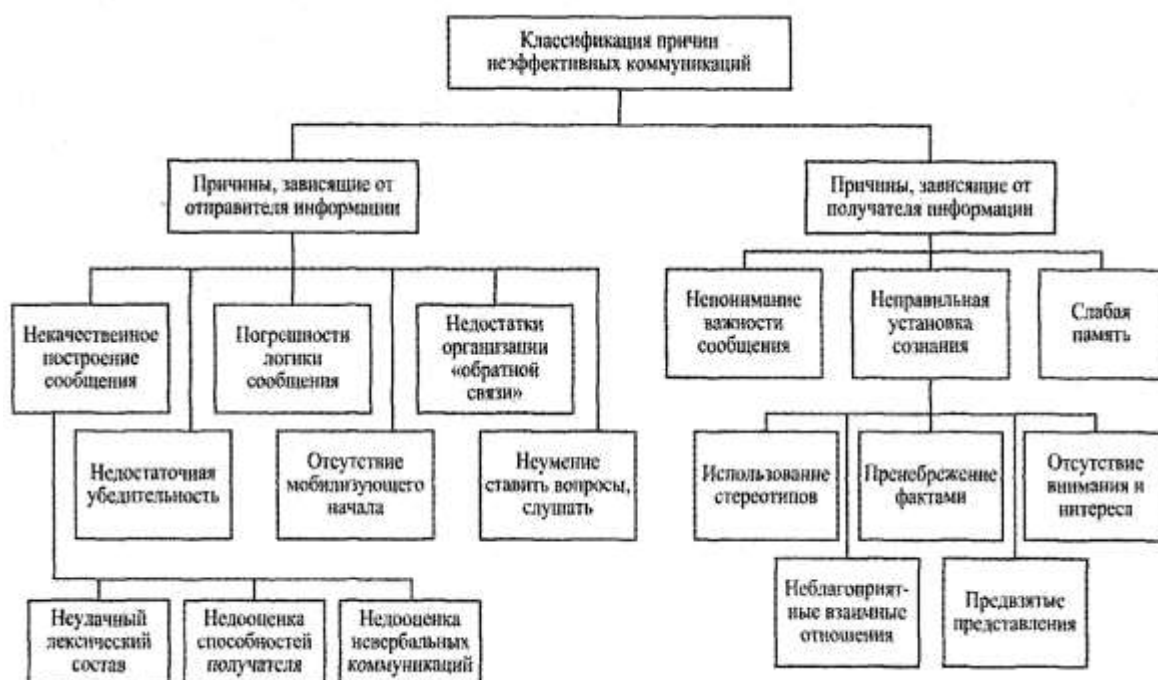 Классификация причин
неэффективных коммуникаций
Причины, зависящие от
отправителя информации
Причины, зависящие от
получателя информации
Некачественное
построение
сообщения
Погрешности
логики
сообщения
Недостатки
организации
«обратной
связи»
Непонимание
важности
сообщения
Неправильная
установка
сознания
Слабая
память
Недостаточная
убедительность
Отсутствие
мобилизующего
начала
Неумение
ставить вопросы,
слушать
Использование
стереотипов
Пренебрежение
фактами
Отсутствие
внимания и
интереса
Неблагоприят-
ные взаимные
отношения
Предвзятые
представления
Неудачный
лексический
состав
Недооценка
способностей
получателя
Недооценка
невербальных
коммуникаций